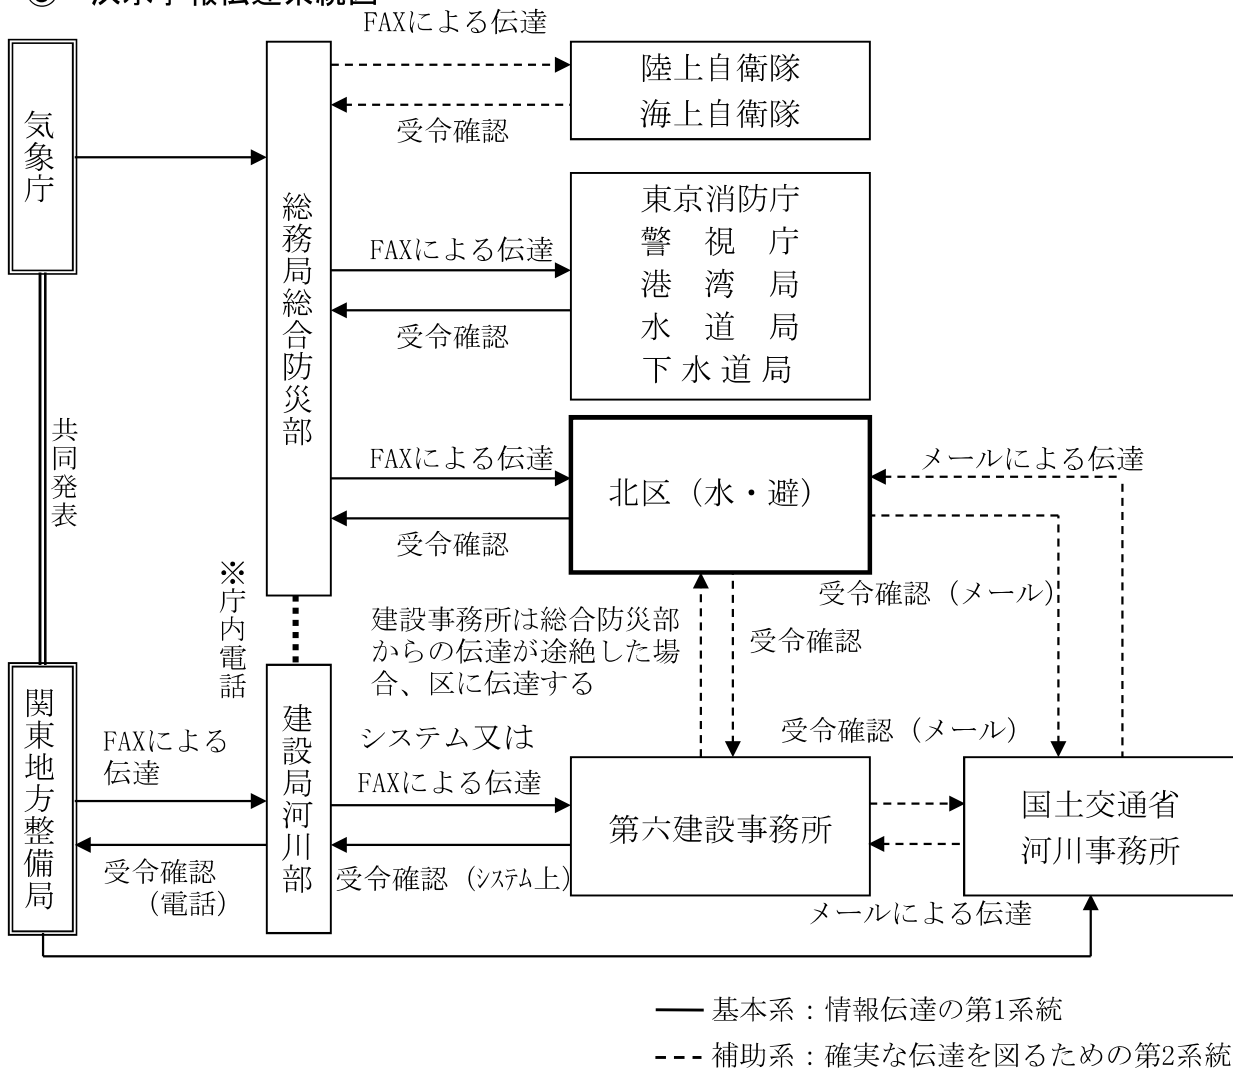 FAXによる伝達
陸上自衛隊
海上自衛隊
受令確認
気象庁
総務局総合防災部
東京消防庁
警視庁
港湾局
水道局
下水道局
FAXによる伝達
受令確認
共同発表
FAXによる伝達
北区（水・避）
メールによる伝達
受令確認
受令確認（メール）
※庁内電話
建設事務所は総合防災部
からの伝達が途絶した場
合、区に伝達する
受令確認
関東地方整備局
FAXによる
伝達
建設局河川部
システム又は
FAXによる伝達
受令確認（メール）
第六建設事務所
国土交通省
河川事務所
受令確認
（電話）
受令確認（システム上）
メールによる伝達
基本系：情報伝達の第1系統
補助系：確実な伝達を図るための第2系統